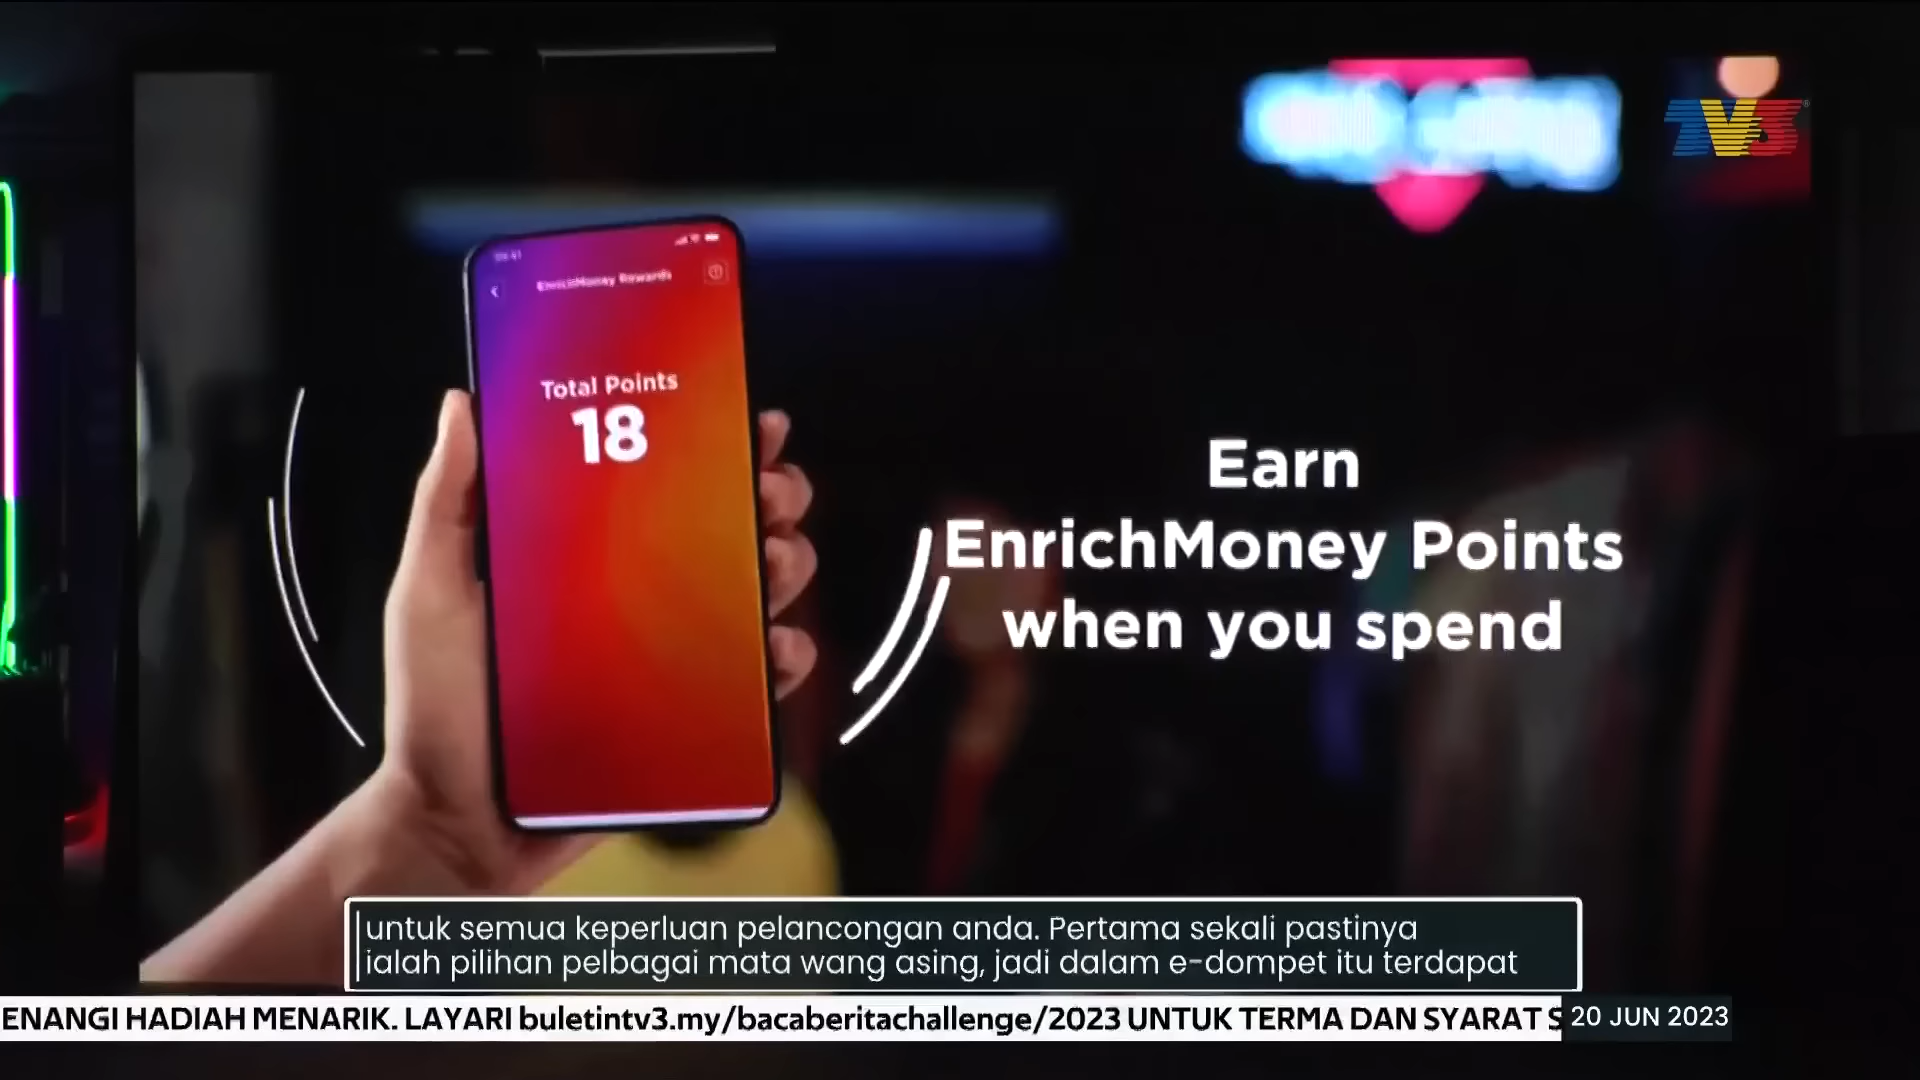 TV3
EnrichMoney Rewards
Total Points
18
Earn
EnrichMoney Points
when you spend
untuk semua keperluan pelancongan anda. Pertama sekali pastinya
ialah pilihan pelbagai mata wang asing, jadi dalam e-dompet itu terdapat
ENANGI HADIAH MENARIK. LAYARI buletintv3.my/bacaberitachallenge/2023 UNTUK TERMA DAN SYARAT S
20 JUN 2023